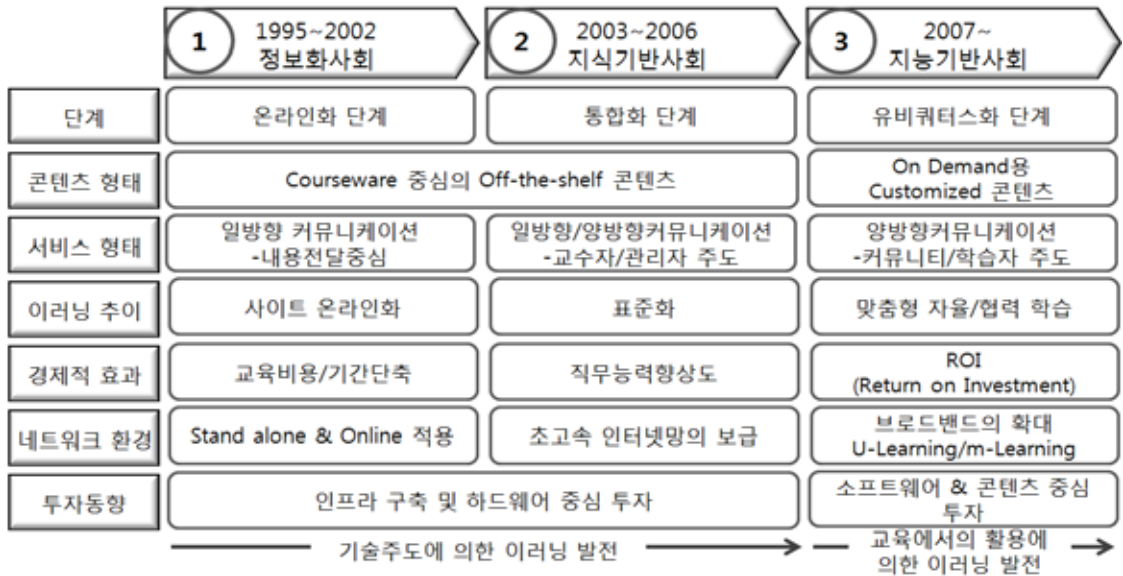 1
1995~2002
정보화사회
2
2003~2006
지식기반사회
3
2007~
지능기반사회
단계
온라인화 단계
통합화 단계
유비쿼터스화 단계
콘텐츠 형태
Courseware 중심의 Off-the-shelf 콘텐츠
On Demand용
Customized 콘텐츠
서비스 형태
일방향 커뮤니케이션
-내용전달중심
일방향/양방향커뮤니케이션
-교수자/관리자 주도
양방향커뮤니케이션
-커뮤니티/학습자 주도
이러닝 추이
사이트 온라인화
표준화
맞춤형 자율/협력 학습
경제적 효과
교육비용/기간단축
직무능력향상도
ROI
(Return on Investment)
네트워크 환경
Stand alone & Online 적용
초고속 인터넷망의 보급
브로드밴드의 확대
U-Learning/m-Learning
투자동향
인프라 구축 및 하드웨어 중심 투자
소프트웨어 & 콘텐츠 중심
투자
기술주도에 의한 이러닝 발전
교육에서의 활용에
의한 이러닝 발전